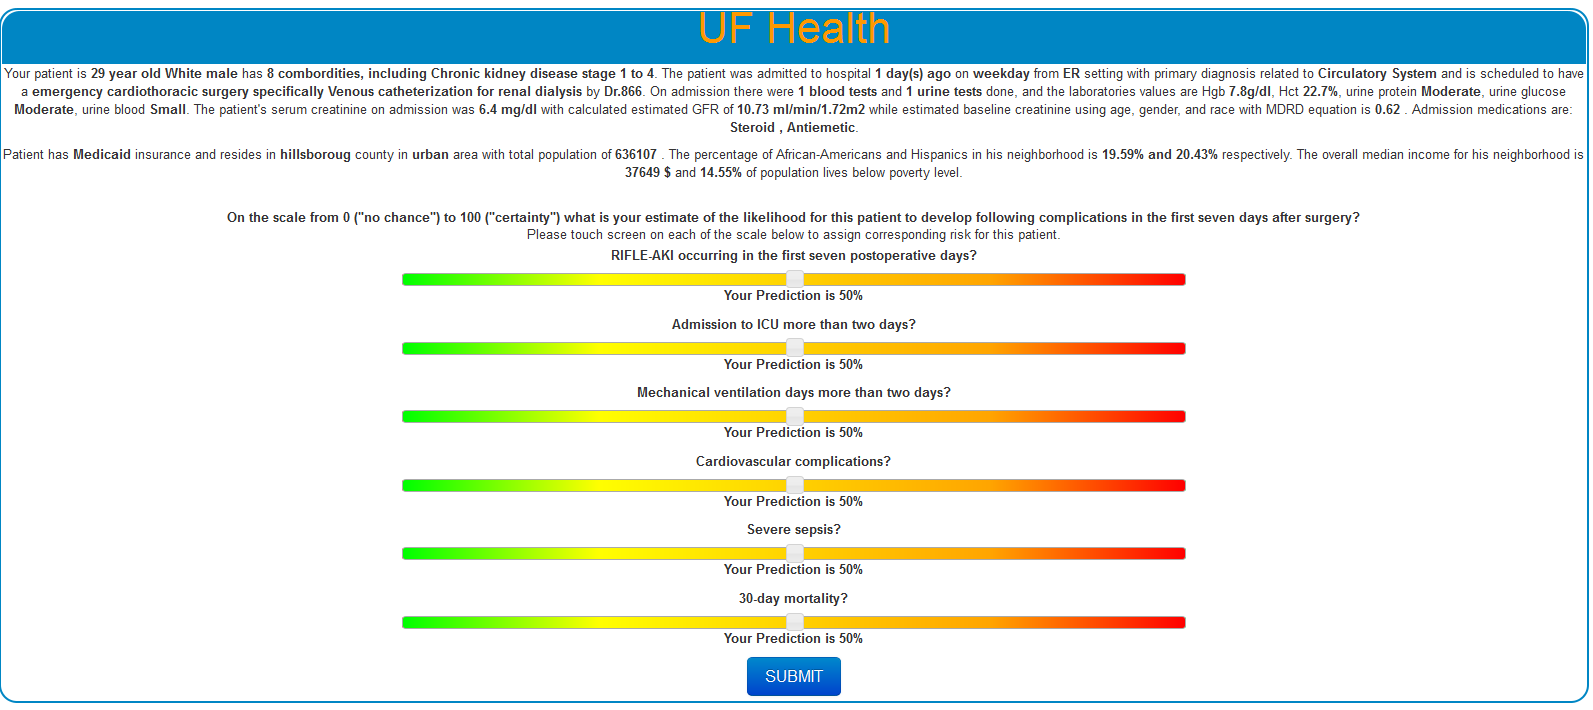 UF Health
Your patient is 29 year old White male has 8 combordities, including Chronic kidney disease stage 1 to 4. The patient was admitted to hospital 1 day(s) ago on weekday from ER setting with primary diagnosis related to Circulatory System and is scheduled to have
a emergency cardiothoracic surgery specifically Venous catheterization for renal dialysis by Dr.866. On admission there were 1 blood tests and 1 urine tests done, and the laboratories values are Hgb 7.8g/dl, Hct 22.7%, urine protein Moderate, urine glucose
Moderate, urine blood Small. The patient's serum creatinine on admission was 6.4 mg/dl with calculated estimated GFR of 10.73 ml/min/1.72m2 while estimated baseline creatinine using age, gender, and race with MDRD equation is 0.62 . Admission medications are:
Steroid , Antiemetic.
Patient has Medicaid insurance and resides in hillsboroug county in urban area with total population of 636107 . The percentage of African-Americans and Hispanics in his neighborhood is 19.59% and 20.43% respectively. The overall median income for his neighborhood is
37649 $ and 14.55% of population lives below poverty level.
On the scale from 0 ("no chance") to 100 ("certainty") what is your estimate of the likelihood for this patient to develop following complications in the first seven days after surgery?
Please touch screen on each of the scale below to assign corresponding risk for this patient.
RIFLE-AKI occurring in the first seven postoperative days?
Your Prediction is 50%
Admission to ICU more than two days?
Your Prediction is 50%
Mechanical ventilation days more than two days?
Your Prediction is 50%
Cardiovascular complications?
Your Prediction is 50%
Severe sepsis?
Your Prediction is 50%
30-day mortality?
Your Prediction is 50%
SUBMIT